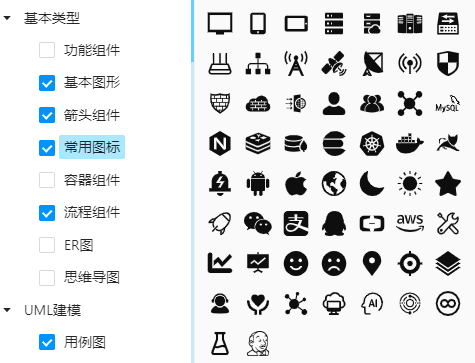 基本类型
功能组件
基本图形
箭头组件
常用图标
容器组件
流程组件
ER图
思维导图
UML建模
用例图
MySQL
N
支
aws
AI